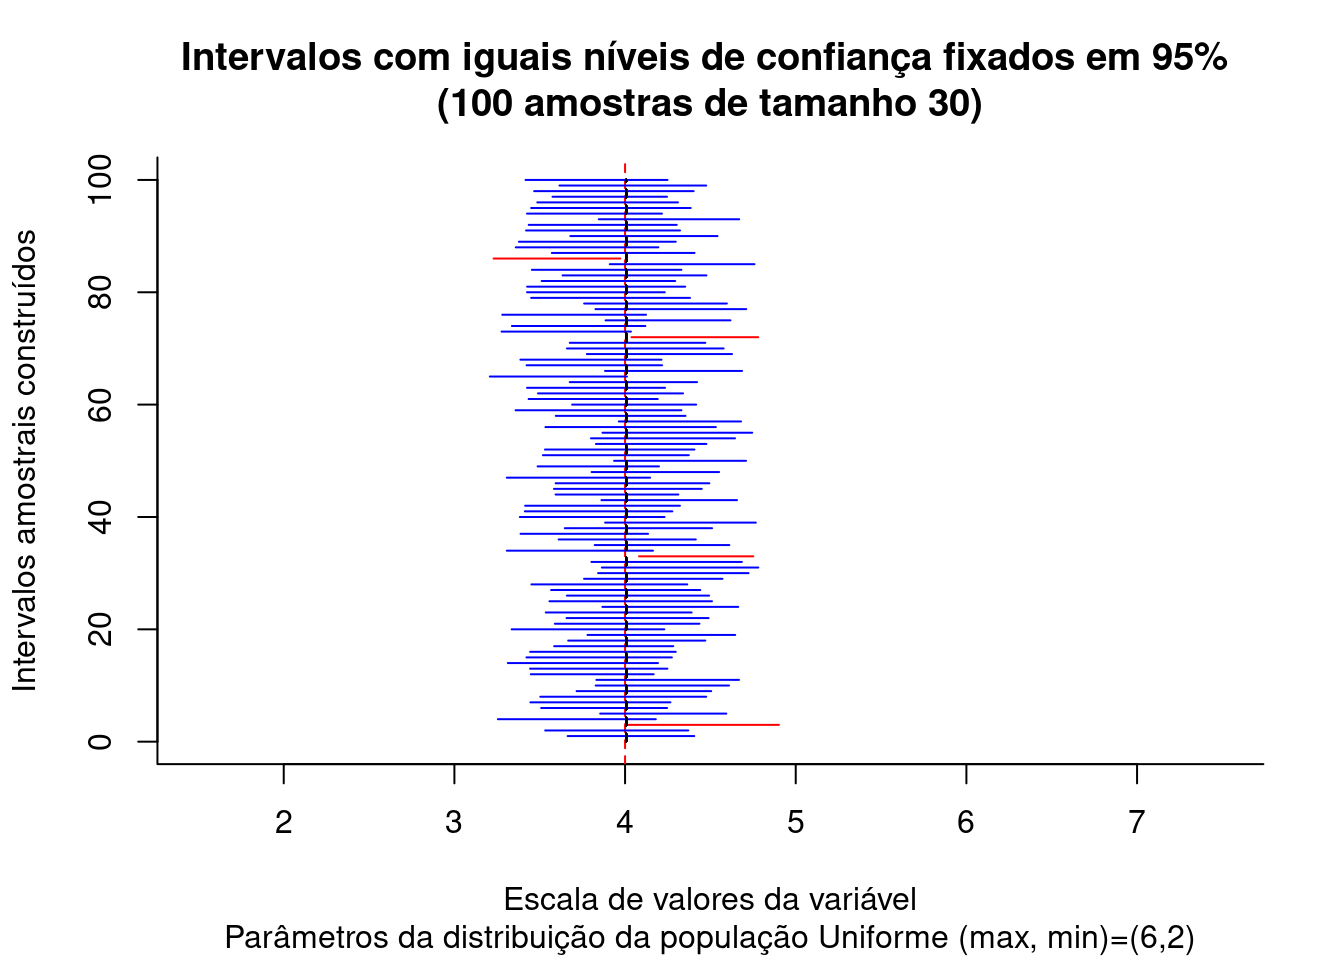 Intervalos com iguais níveis de confiança fixados em 95%
(100 amostras de tamanho 30)
Intervalos amostrais construídos
100
80
60
40
20
0
2 3 4 5 6 7
Escala de valores da variável
Parâmetros da distribuição da população Uniforme (max, min)=(6,2)